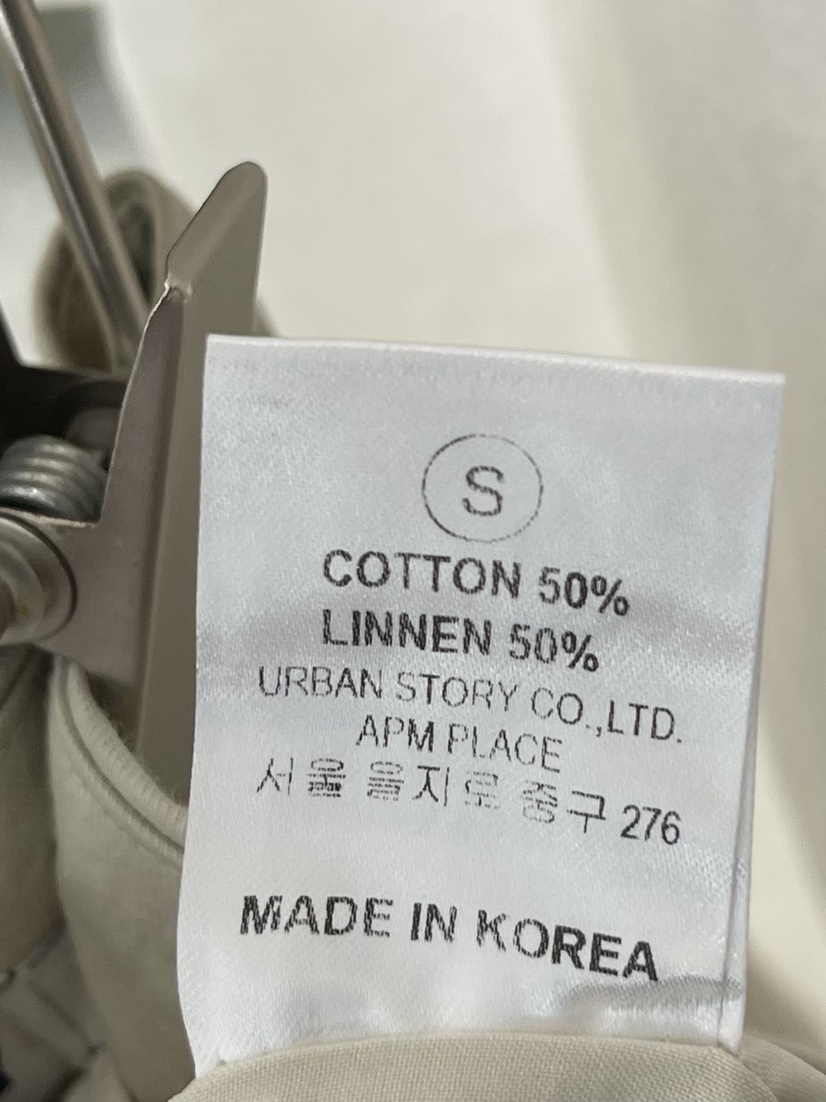 S
COTTON 50%
LINNEN 50%
URBAN STORY CO.,LTD.
APM PLACE
서울 을지로 중구 276
MADE IN KOREA